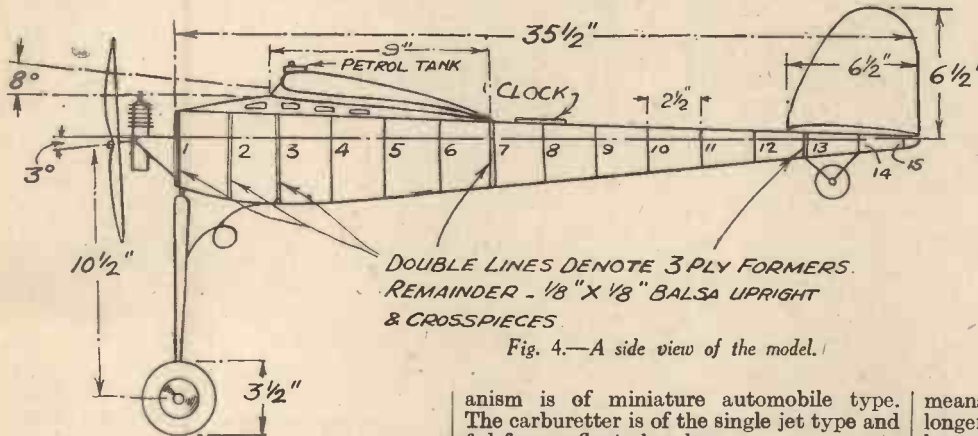 35½"
9"
8°
PETROL TANK
6½"
6½"
CLOCK
2½"
3°
1 2 3 4 5 6 7 8 9 10 11 12 13 14 15
10½"
DOUBLE LINES DENOTE 3 PLY FORMERS.
REMAINDER - 1/8" X 1/8" BALSA UPRIGHT
& CROSSPIECES
Fig. 4.—A side view of the model.
3½"
anism is of miniature automobile type.
The carburetter is of the single jet type and
means
longe